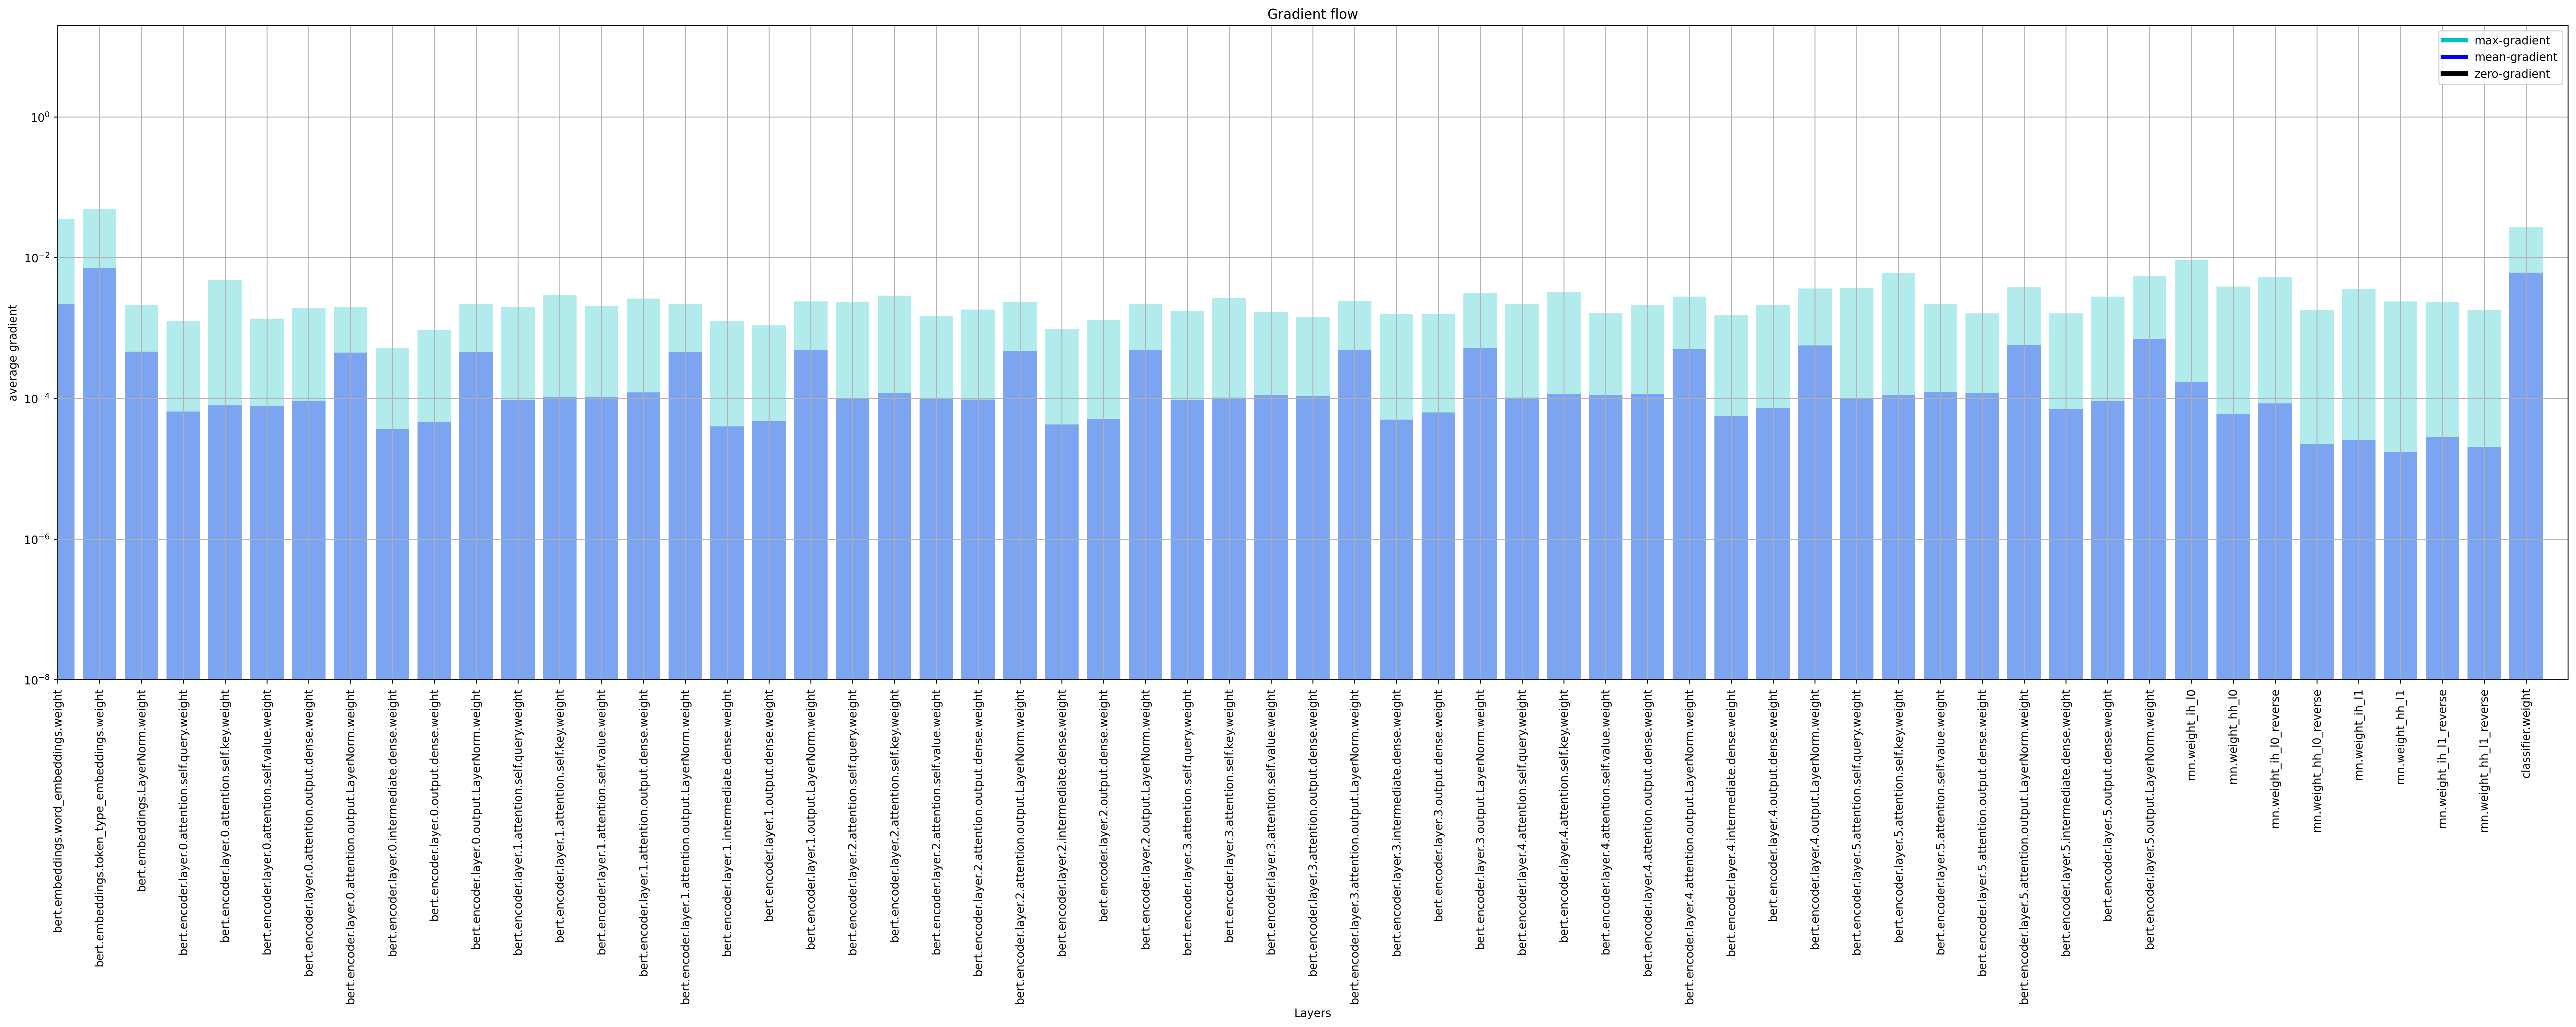 Gradient flow
max-gradient
mean-gradient
zero-gradient
average gradient
10^0
10^-2
10^-4
10^-6
10^-8
bert.embeddings.word_embeddings.weight
bert.embeddings.token_type_embeddings.weight
bert.embeddings.LayerNorm.weight
bert.encoder.layer.0.attention.self.query.weight
bert.encoder.layer.0.attention.self.key.weight
bert.encoder.layer.0.attention.self.value.weight
bert.encoder.layer.0.attention.output.dense.weight
bert.encoder.layer.0.attention.output.LayerNorm.weight
bert.encoder.layer.0.intermediate.dense.weight
bert.encoder.layer.0.output.dense.weight
bert.encoder.layer.0.output.LayerNorm.weight
bert.encoder.layer.1.attention.self.query.weight
bert.encoder.layer.1.attention.self.key.weight
bert.encoder.layer.1.attention.self.value.weight
bert.encoder.layer.1.attention.output.dense.weight
bert.encoder.layer.1.attention.output.LayerNorm.weight
bert.encoder.layer.1.intermediate.dense.weight
bert.encoder.layer.1.output.dense.weight
bert.encoder.layer.1.output.LayerNorm.weight
bert.encoder.layer.2.attention.self.query.weight
bert.encoder.layer.2.attention.self.key.weight
bert.encoder.layer.2.attention.self.value.weight
bert.encoder.layer.2.attention.output.dense.weight
bert.encoder.layer.2.attention.output.LayerNorm.weight
bert.encoder.layer.2.intermediate.dense.weight
bert.encoder.layer.2.output.dense.weight
bert.encoder.layer.2.output.LayerNorm.weight
bert.encoder.layer.3.attention.self.query.weight
bert.encoder.layer.3.attention.self.key.weight
bert.encoder.layer.3.attention.self.value.weight
bert.encoder.layer.3.attention.output.dense.weight
bert.encoder.layer.3.attention.output.LayerNorm.weight
bert.encoder.layer.3.intermediate.dense.weight
bert.encoder.layer.3.output.dense.weight
bert.encoder.layer.3.output.LayerNorm.weight
bert.encoder.layer.4.attention.self.query.weight
bert.encoder.layer.4.attention.self.key.weight
bert.encoder.layer.4.attention.self.value.weight
bert.encoder.layer.4.attention.output.dense.weight
bert.encoder.layer.4.attention.output.LayerNorm.weight
bert.encoder.layer.4.intermediate.dense.weight
bert.encoder.layer.4.output.dense.weight
bert.encoder.layer.4.output.LayerNorm.weight
bert.encoder.layer.5.attention.self.query.weight
bert.encoder.layer.5.attention.self.key.weight
bert.encoder.layer.5.attention.self.value.weight
bert.encoder.layer.5.attention.output.dense.weight
bert.encoder.layer.5.attention.output.LayerNorm.weight
bert.encoder.layer.5.intermediate.dense.weight
bert.encoder.layer.5.output.dense.weight
bert.encoder.layer.5.output.LayerNorm.weight
rnn.weight_ih_l0
rnn.weight_hh_l0
rnn.weight_ih_l0_reverse
rnn.weight_hh_l0_reverse
rnn.weight_ih_l1
rnn.weight_hh_l1
rnn.weight_ih_l1_reverse
rnn.weight_hh_l1_reverse
classifier.weight
Layers